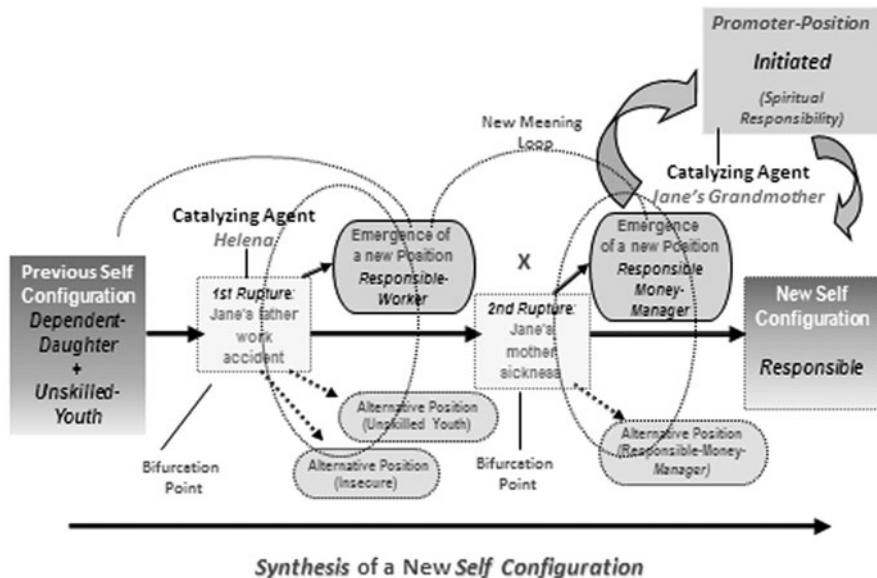 Promoter-Position
Initiated
(Spiritual
Responsibility)
New Meaning
Loop
Catalyzing Agent
Jane's Grandmother
Catalyzing Agent
Helena
Emergence of
a new Position
Responsible-
Worker
X
Emergence
of a new Position
Responsible
Money-
Manager
Previous Self
Configuration
Dependent-
Daughter
+
Unskilled-
Youth
1st Rupture:
Jane's father
work
accident
2nd Rupture:
Jane's
mother
sickness
New Self
Configuration
Responsible
Alternative Position
(Unskilled Youth)
Alternative Position
(Insecure)
Alternative Position
(Responsible-Money-
Manager)
Bifurcation
Point
Bifurcation
Point
Synthesis of a New Self Configuration